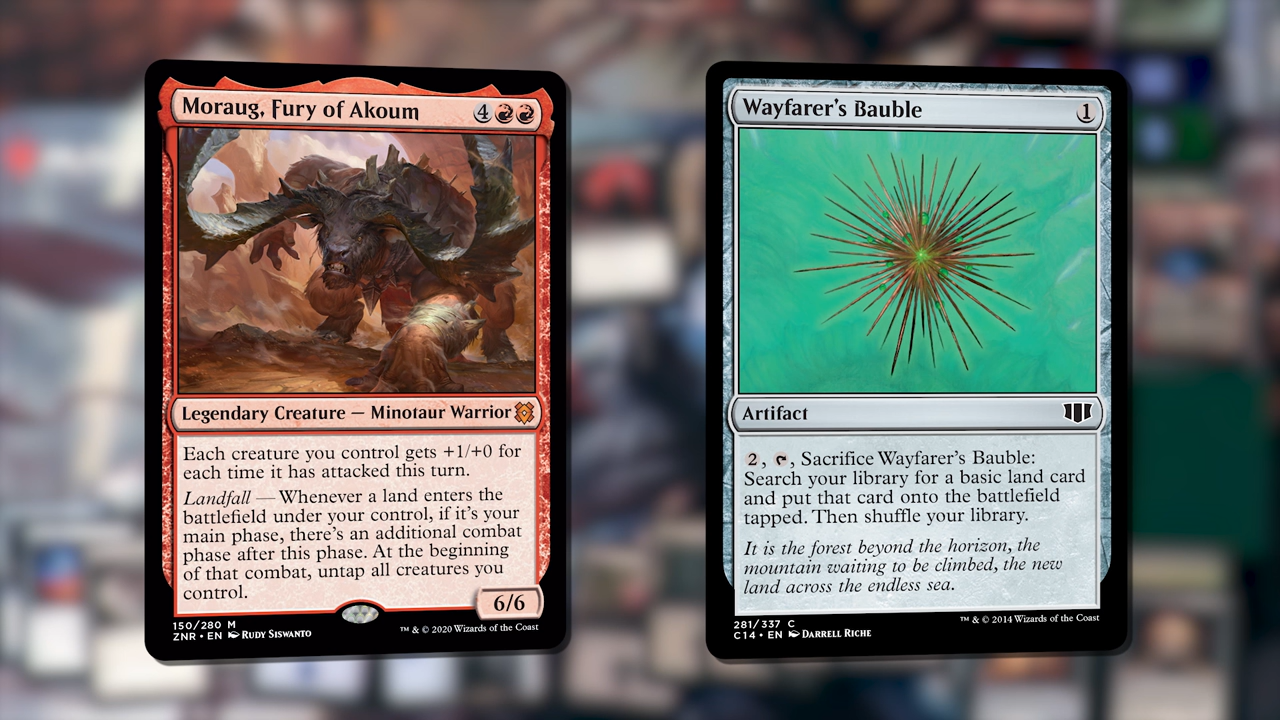 Moraug, Fury of Akoum 4
Legendary Creature — Minotaur Warrior
Each creature you control gets +1/+0 for
each time it has attacked this turn.
Landfall — Whenever a land enters the
battlefield under your control, if it's your
main phase, there's an additional combat
phase after this phase. At the beginning
of that combat, untap all creatures you
control.
6/6
150/280 M
ZNR • EN Rudy Siswanto
™ & © 2020 Wizards of the Coast
Wayfarer's Bauble 1
Artifact
2, , Sacrifice Wayfarer's Bauble:
Search your library for a basic land card
and put that card onto the battlefield
tapped. Then shuffle your library.
It is the forest beyond the horizon, the
mountain waiting to be climbed, the new
land across the endless sea.
281/337 C
C14 • EN Darrell Riche
™ & © 2014 Wizards of the Coast